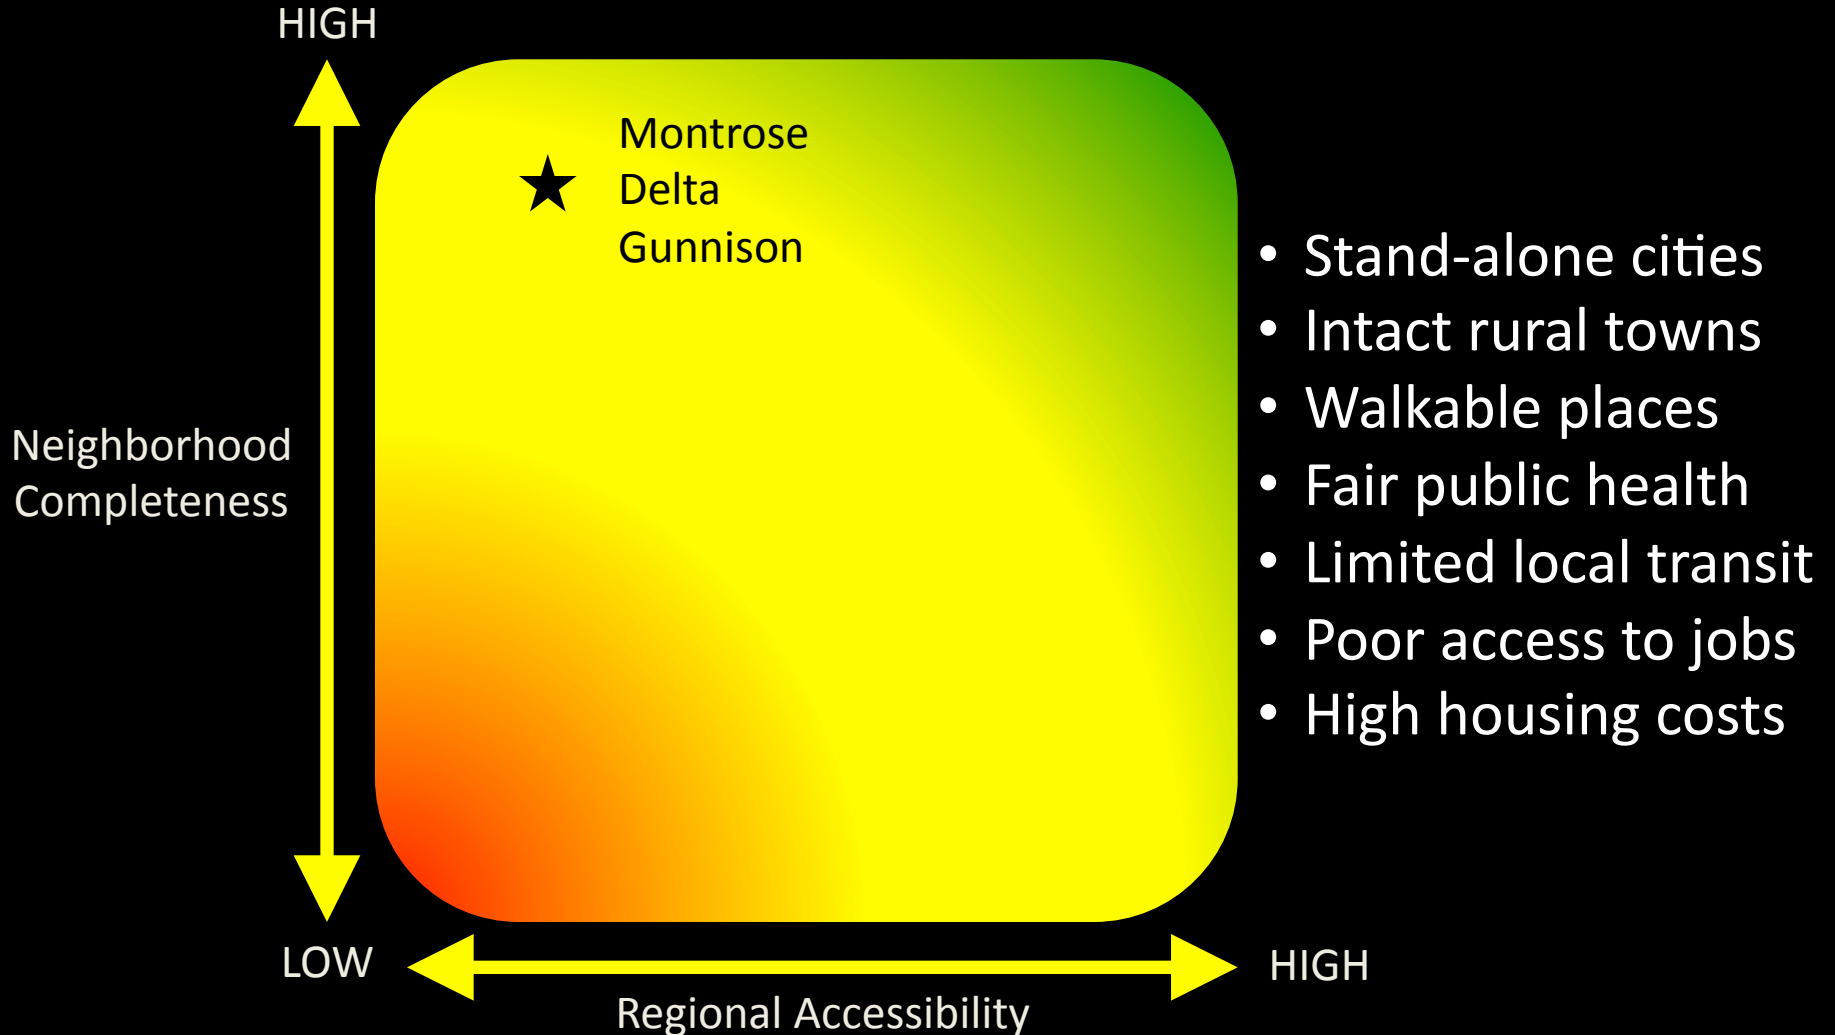 HIGH
Montrose
Delta
Gunnison
Neighborhood
Completeness
• Stand-alone cities
• Intact rural towns
• Walkable places
• Fair public health
• Limited local transit
• Poor access to jobs
• High housing costs
LOW
HIGH
Regional Accessibility